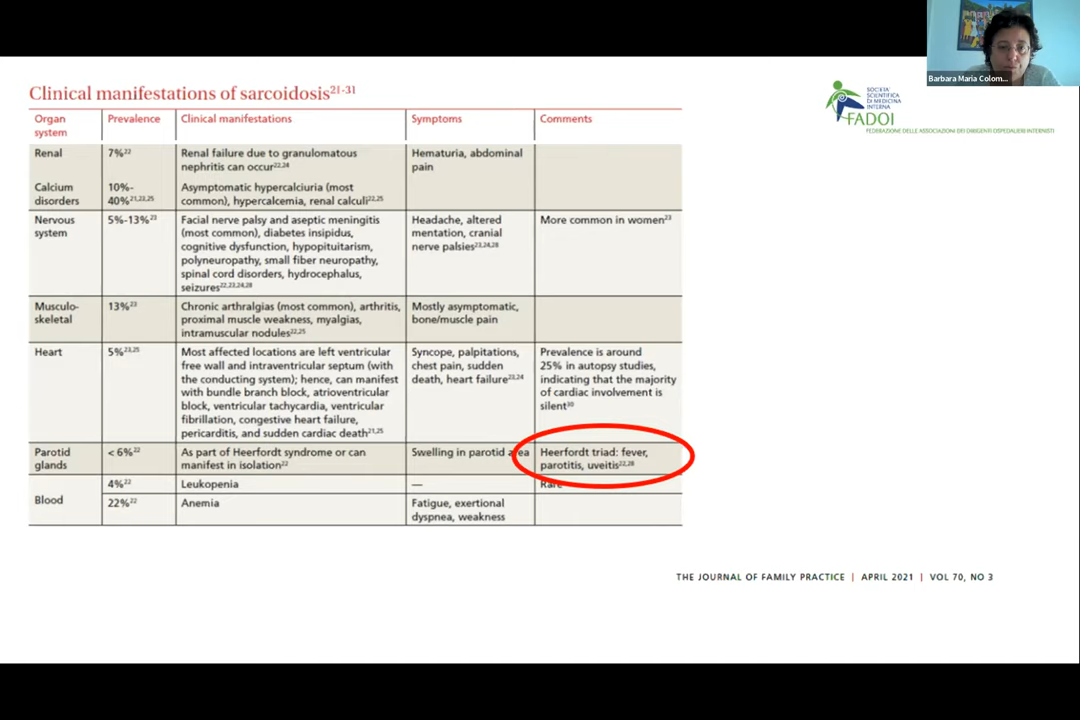 Barbara Maria Colom...
Clinical manifestations of sarcoidosis21-31
SOCIETÀ
SCIENTIFICA
DI MEDICINA
INTERNA
FADOI
FEDERAZIONE DELLE ASSOCIAZIONI DEI DIRIGENTI OSPEDALIERI INTERNISTI
Organ system
Prevalence
Clinical manifestations
Symptoms
Comments
Renal
7%22
Renal failure due to granulomatous
nephritis can occur22,24
Hematuria, abdominal
pain
Calcium
disorders
10%-
40%21,23,25
Asymptomatic hypercalciuria (most
common), hypercalcemia, renal calculi22,25
Nervous
system
5%-13%23
Facial nerve palsy and aseptic meningitis
(most common), diabetes insipidus,
cognitive dysfunction, hypopituitarism,
polyneuropathy, small fiber neuropathy,
spinal cord disorders, hydrocephalus,
seizures22,23,24,28
Headache, altered
mentation, cranial
nerve palsies23,24,28
More common in women23
Musculo-
skeletal
13%23
Chronic arthralgias (most common), arthritis,
proximal muscle weakness, myalgias,
intramuscular nodules22,25
Mostly asymptomatic,
bone/muscle pain
Heart
5%23,25
Most affected locations are left ventricular
free wall and intraventricular septum (with
the conducting system); hence, can manifest
with bundle branch block, atrioventricular
block, ventricular tachycardia, ventricular
fibrillation, congestive heart failure,
pericarditis, and sudden cardiac death21,25
Syncope, palpitations,
chest pain, sudden
death, heart failure23,24
Prevalence is around
25% in autopsy studies,
indicating that the majority
of cardiac involvement is
silent30
Parotid
glands
< 6%22
As part of Heerfordt syndrome or can
manifest in isolation22
Swelling in parotid area
Heerfordt triad: fever,
parotitis, uveitis22,28
Blood
4%22
Leukopenia
—
Rare
22%22
Anemia
Fatigue, exertional
dyspnea, weakness
THE JOURNAL OF FAMILY PRACTICE | APRIL 2021 | VOL 70, NO 3